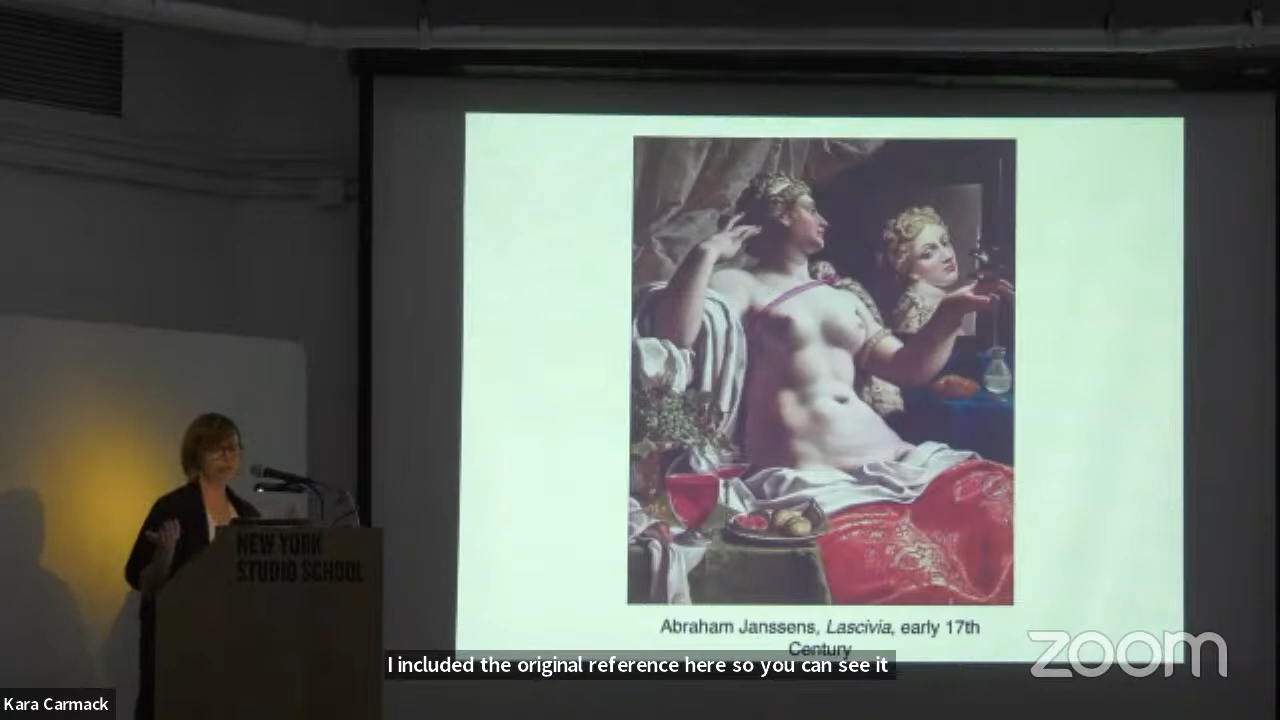 NEW YORK
STUDIO SCHOOL
Abraham Janssens, Lascivia, early 17th
Century
I included the original reference here so you can see it
zoom
Kara Carmack